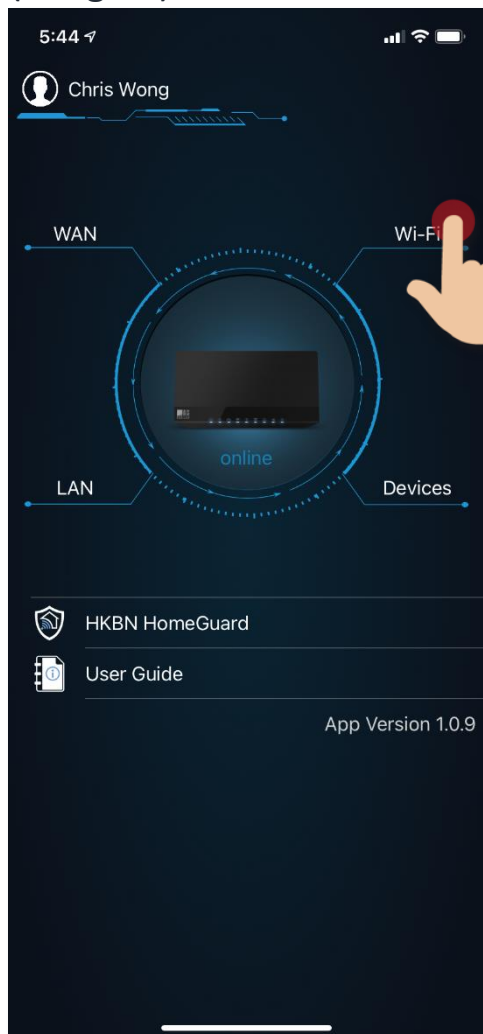 5:44
Chris Wong
WAN
Wi-Fi
online
LAN
Devices
HKBN HomeGuard
User Guide
App Version 1.0.9